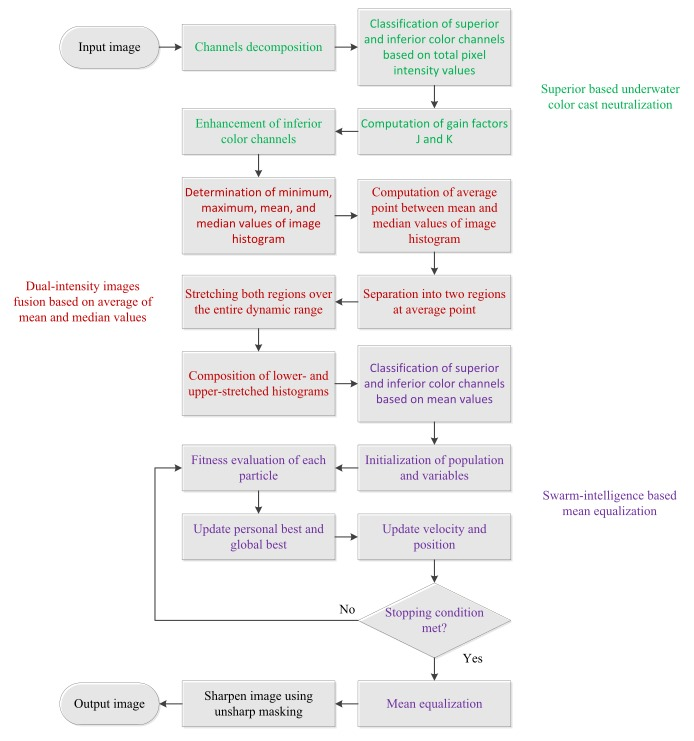 Input image
Channels decomposition
Classification of superior
and inferior color channels
based on total pixel
intensity values
Superior based underwater
color cast neutralization
Enhancement of inferior
color channels
Computation of gain factors
J and K
Determination of minimum,
maximum, mean, and
median values of image
histogram
Computation of average
point between mean and
median values of image
histogram
Dual-intensity images
fusion based on average of
mean and median values
Stretching both regions over
the entire dynamic range
Separation into two regions
at average point
Composition of lower- and
upper-stretched histograms
Classification of superior
and inferior color channels
based on mean values
Fitness evaluation of each
particle
Initialization of population
and variables
Swarm-intelligence based
mean equalization
Update personal best and
global best
Update velocity and
position
Stopping condition
met?
No
Yes
Output image
Sharpen image using
unsharp masking
Mean equalization